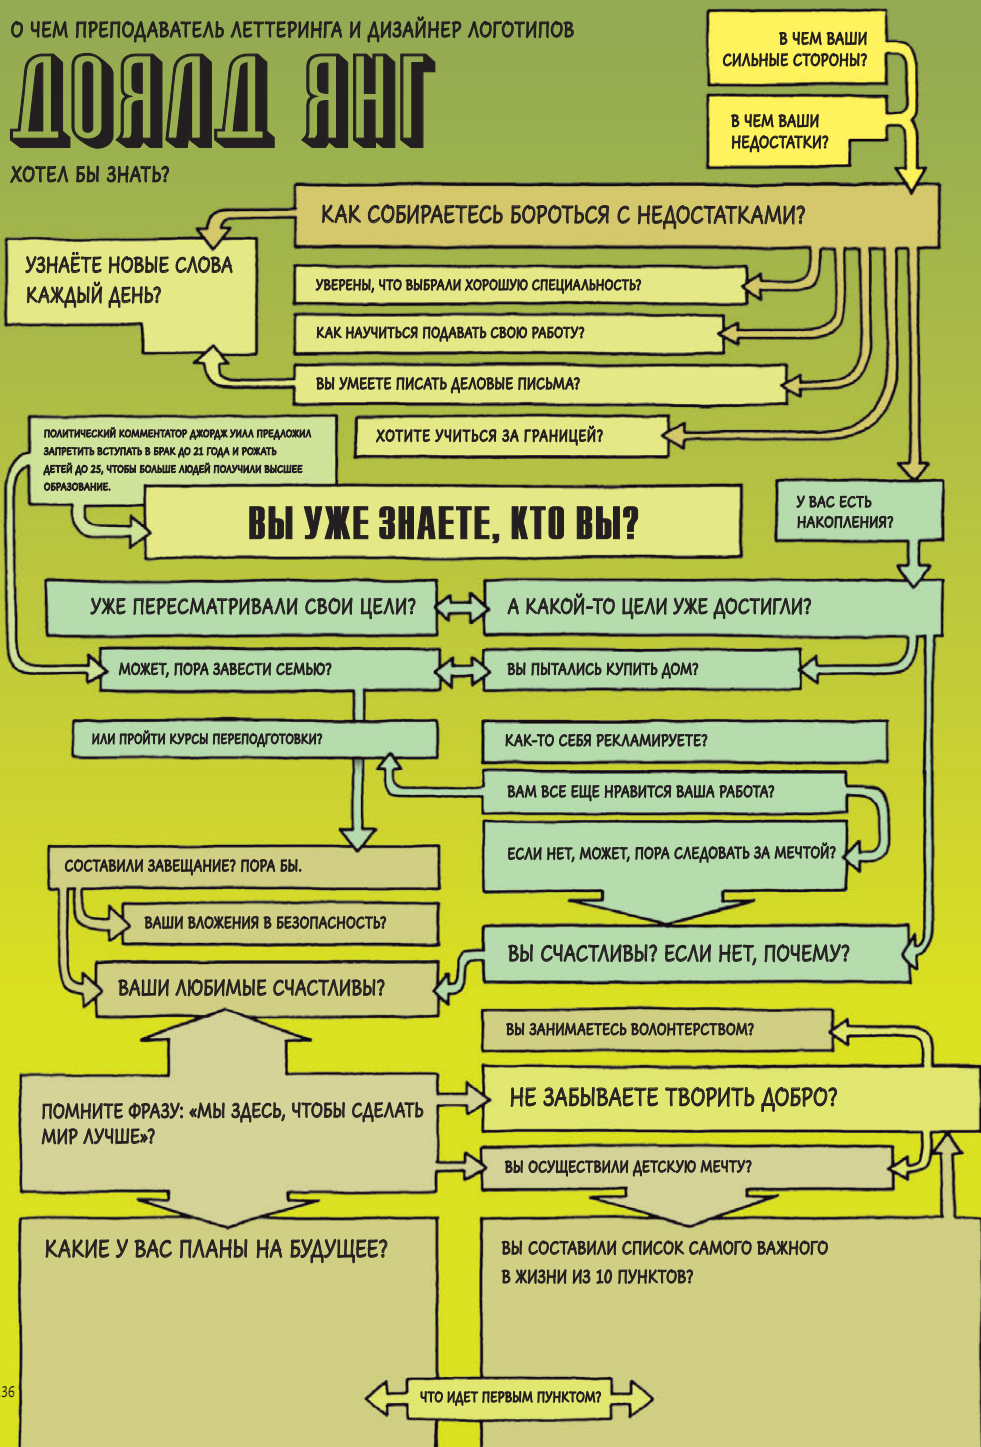 О ЧЕМ ПРЕПОДАВАТЕЛЬ ЛЕТТЕРИНГА И ДИЗАЙНЕР ЛОГОТИПОВ
ДОЯЛД ЯНГ
ХОТЕЛ БЫ ЗНАТЬ?
В ЧЕМ ВАШИ
СИЛЬНЫЕ СТОРОНЫ?
В ЧЕМ ВАШИ
НЕДОСТАТКИ?
КАК СОБИРАЕТЕСЬ БОРОТЬСЯ С НЕДОСТАТКАМИ?
УЗНАЁТЕ НОВЫЕ СЛОВА
КАЖДЫЙ ДЕНЬ?
УВЕРЕНЫ, ЧТО ВЫБРАЛИ ХОРОШУЮ СПЕЦИАЛЬНОСТЬ?
КАК НАУЧИТЬСЯ ПОДАВАТЬ СВОЮ РАБОТУ?
ВЫ УМЕЕТЕ ПИСАТЬ ДЕЛОВЫЕ ПИСЬМА?
ХОТИТЕ УЧИТЬСЯ ЗА ГРАНИЦЕЙ?
ПОЛИТИЧЕСКИЙ КОММЕНТАТОР ДЖОРДЖ УИЛЛ ПРЕДЛОЖИЛ
ЗАПРЕТИТЬ ВСТУПАТЬ В БРАК ДО 21 ГОДА И РОЖАТЬ
ДЕТЕЙ ДО 25, ЧТОБЫ БОЛЬШЕ ЛЮДЕЙ ПОЛУЧИЛИ ВЫСШЕЕ
ОБРАЗОВАНИЕ.
ВЫ УЖЕ ЗНАЕТЕ, КТО ВЫ?
У ВАС ЕСТЬ
НАКОПЛЕНИЯ?
УЖЕ ПЕРЕСМАТРИВАЛИ СВОИ ЦЕЛИ?
А КАКОЙ-ТО ЦЕЛИ УЖЕ ДОСТИГЛИ?
МОЖЕТ, ПОРА ЗАВЕСТИ СЕМЬЮ?
ВЫ ПЫТАЛИСЬ КУПИТЬ ДОМ?
ИЛИ ПРОЙТИ КУРСЫ ПЕРЕПОДГОТОВКИ?
КАК-ТО СЕБЯ РЕКЛАМИРУЕТЕ?
ВАМ ВСЕ ЕЩЕ НРАВИТСЯ ВАША РАБОТА?
ЕСЛИ НЕТ, МОЖЕТ, ПОРА СЛЕДОВАТЬ ЗА МЕЧТОЙ?
СОСТАВИЛИ ЗАВЕЩАНИЕ? ПОРА БЫ.
ВАШИ ВЛОЖЕНИЯ В БЕЗОПАСНОСТЬ?
ВЫ СЧАСТЛИВЫ? ЕСЛИ НЕТ, ПОЧЕМУ?
ВАШИ ЛЮБИМЫЕ СЧАСТЛИВЫ?
ВЫ ЗАНИМАЕТЕСЬ ВОЛОНТЕРСТВОМ?
НЕ ЗАБЫВАЕТЕ ТВОРИТЬ ДОБРО?
ПОМНИТЕ ФРАЗУ: «МЫ ЗДЕСЬ, ЧТОБЫ СДЕЛАТЬ
МИР ЛУЧШЕ»?
ВЫ ОСУЩЕСТВИЛИ ДЕТСКУЮ МЕЧТУ?
КАКИЕ У ВАС ПЛАНЫ НА БУДУЩЕЕ?
ВЫ СОСТАВИЛИ СПИСОК САМОГО ВАЖНОГО
В ЖИЗНИ ИЗ 10 ПУНКТОВ?
ЧТО ИДЕТ ПЕРВЫМ ПУНКТОМ?
36